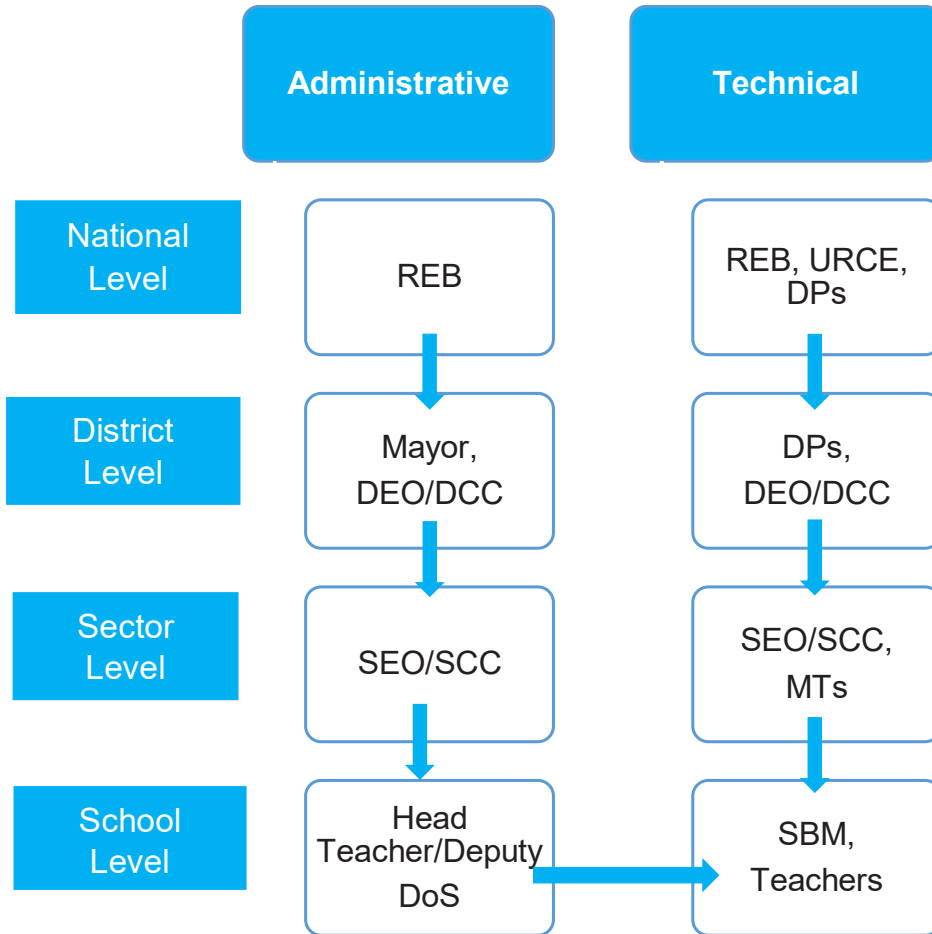 Administrative
Technical
National
Level
REB
REB, URCE,
DPs
District
Level
Mayor,
DEO/DCC
DPs,
DEO/DCC
Sector
Level
SEO/SCC
SEO/SCC,
MTs
School
Level
Head
Teacher/Deputy
DoS
SBM,
Teachers